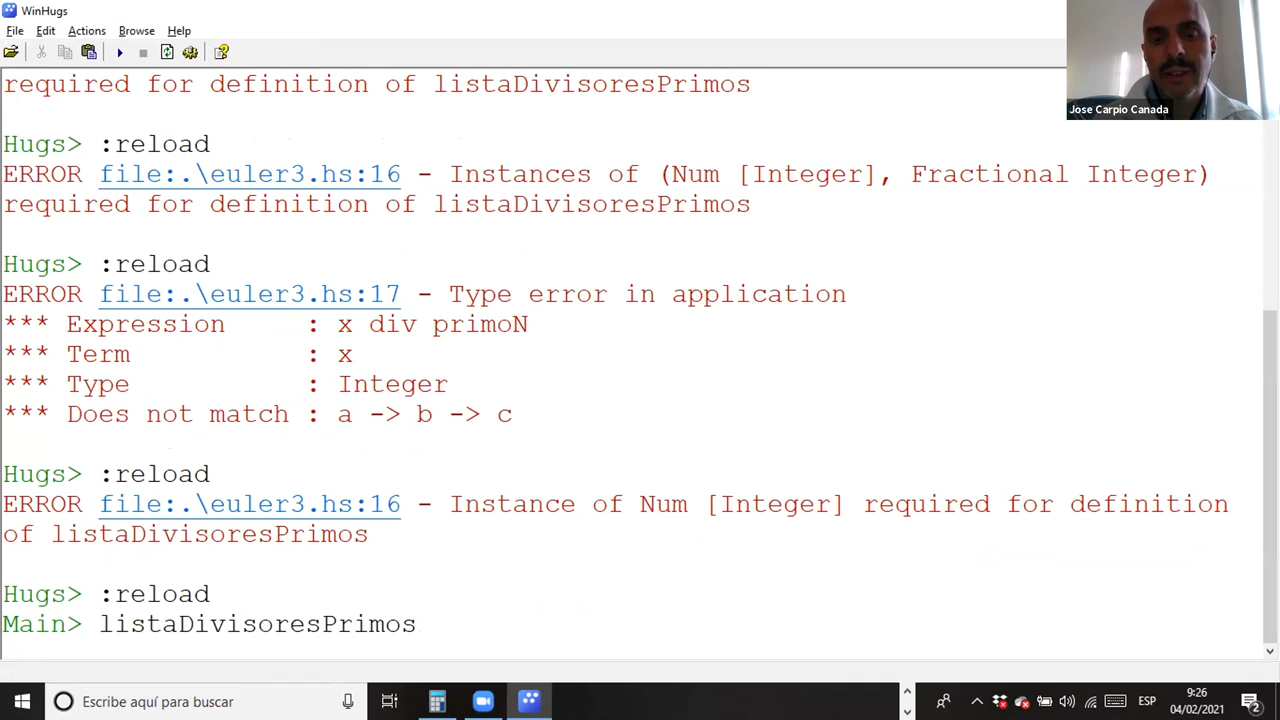 WinHugs
File Edit Actions Browse Help
required for definition of listaDivisoresPrimos
Hugs> :reload
ERROR file:.\euler3.hs:16 - Instances of (Num [Integer], Fractional Integer)
required for definition of listaDivisoresPrimos
Hugs> :reload
ERROR file:.\euler3.hs:17 - Type error in application
*** Expression : x div primoN
*** Term : x
*** Type : Integer
*** Does not match : a -> b -> c
Hugs> :reload
ERROR file:.\euler3.hs:16 - Instance of Num [Integer] required for definition
of listaDivisoresPrimos
Hugs> :reload
Main> listaDivisoresPrimos
Jose Carpio Canada
Escribe aquí para buscar
ESP
9:26
04/02/2021
2